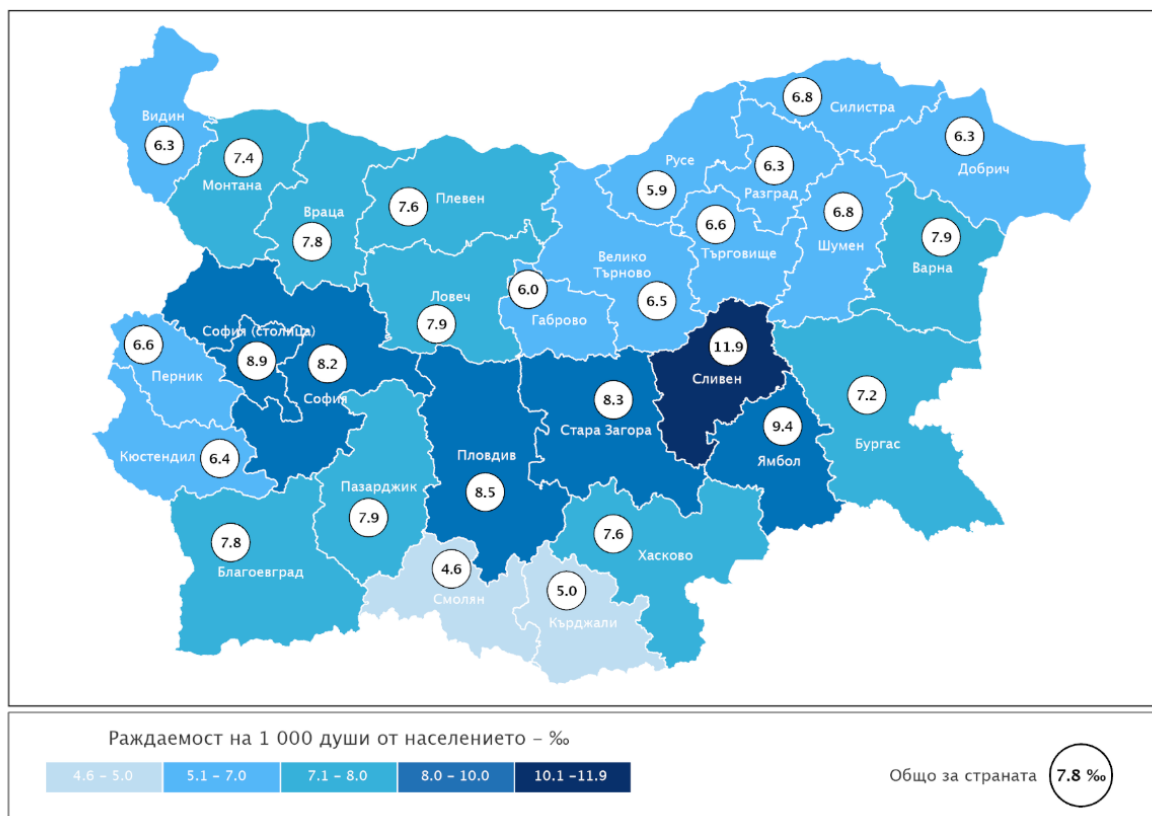 Видин
6.3
7.4
Монтана
Враца
7.8
7.6
Плевен
Ловеч
7.9
6.0
Габрово
Велико
Търново
6.5
Русе
5.9
6.8
Силистра
6.3
Разград
6.3
Добрич
6.6
Търговище
6.8
Шумен
7.9
Варна
София (столица)
8.9
8.2
София
6.6
Перник
Кюстендил
6.4
7.8
Благоевград
Пазарджик
7.9
Пловдив
8.5
8.3
Стара Загора
11.9
Сливен
9.4
Ямбол
7.2
Бургас
7.6
Хасково
4.6
Смолян
5.0
Кърджали
Раждаемост на 1 000 души от населението – ‰
4.6 – 5.0
5.1 – 7.0
7.1 – 8.0
8.0 – 10.0
10.1 –11.9
Общо за страната
7.8 ‰